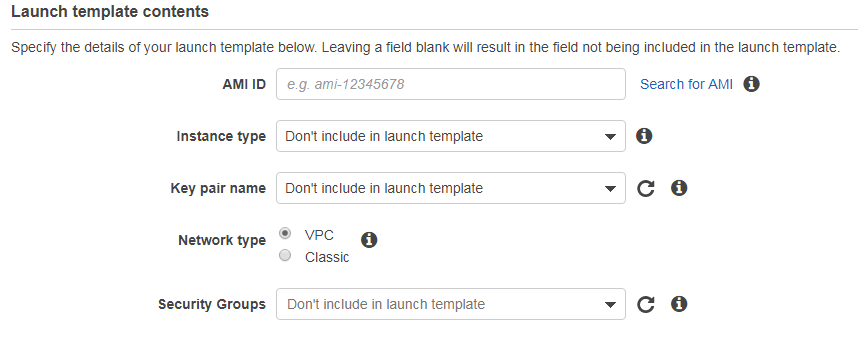 Launch template contents
Specify the details of your launch template below. Leaving a field blank will result in the field not being included in the launch template.
AMI ID e.g. ami-12345678 Search for AMI
Instance type Don't include in launch template
Key pair name Don't include in launch template
Network type VPC
Classic
Security Groups Don't include in launch template